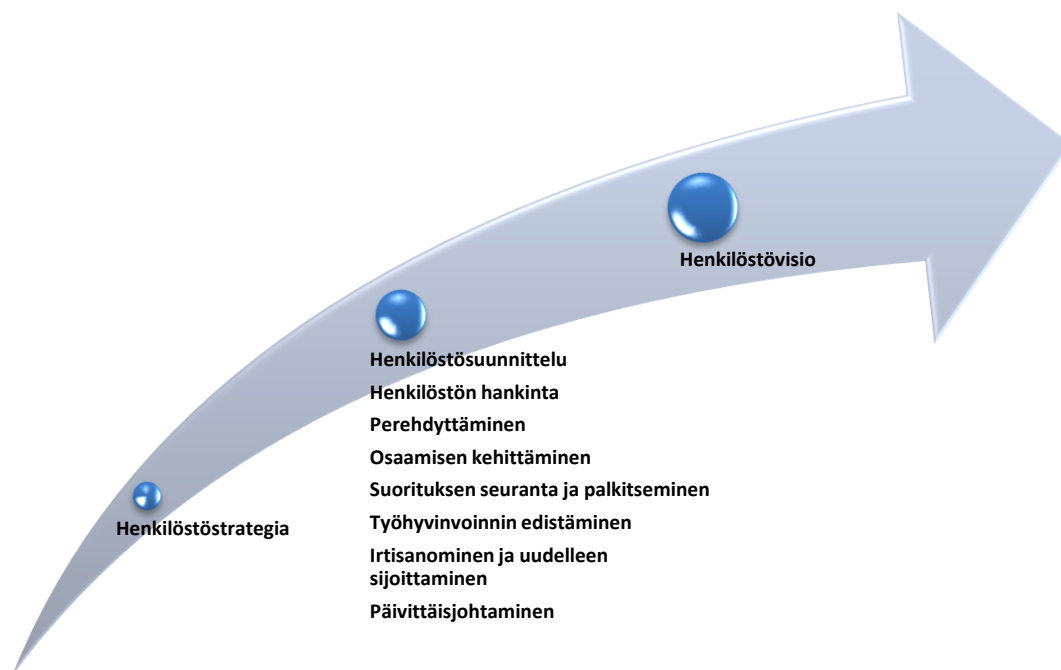 Henkilöstövisio
Henkilöstösuunnittelu
Henkilöstön hankinta
Perehdyttäminen
Osaamisen kehittäminen
Suorituksen seuranta ja palkitseminen
Työhyvinvoinnin edistäminen
Irtisanominen ja uudelleen
sijoittaminen
Päivittäisjohtaminen
Henkilöstöstrategia